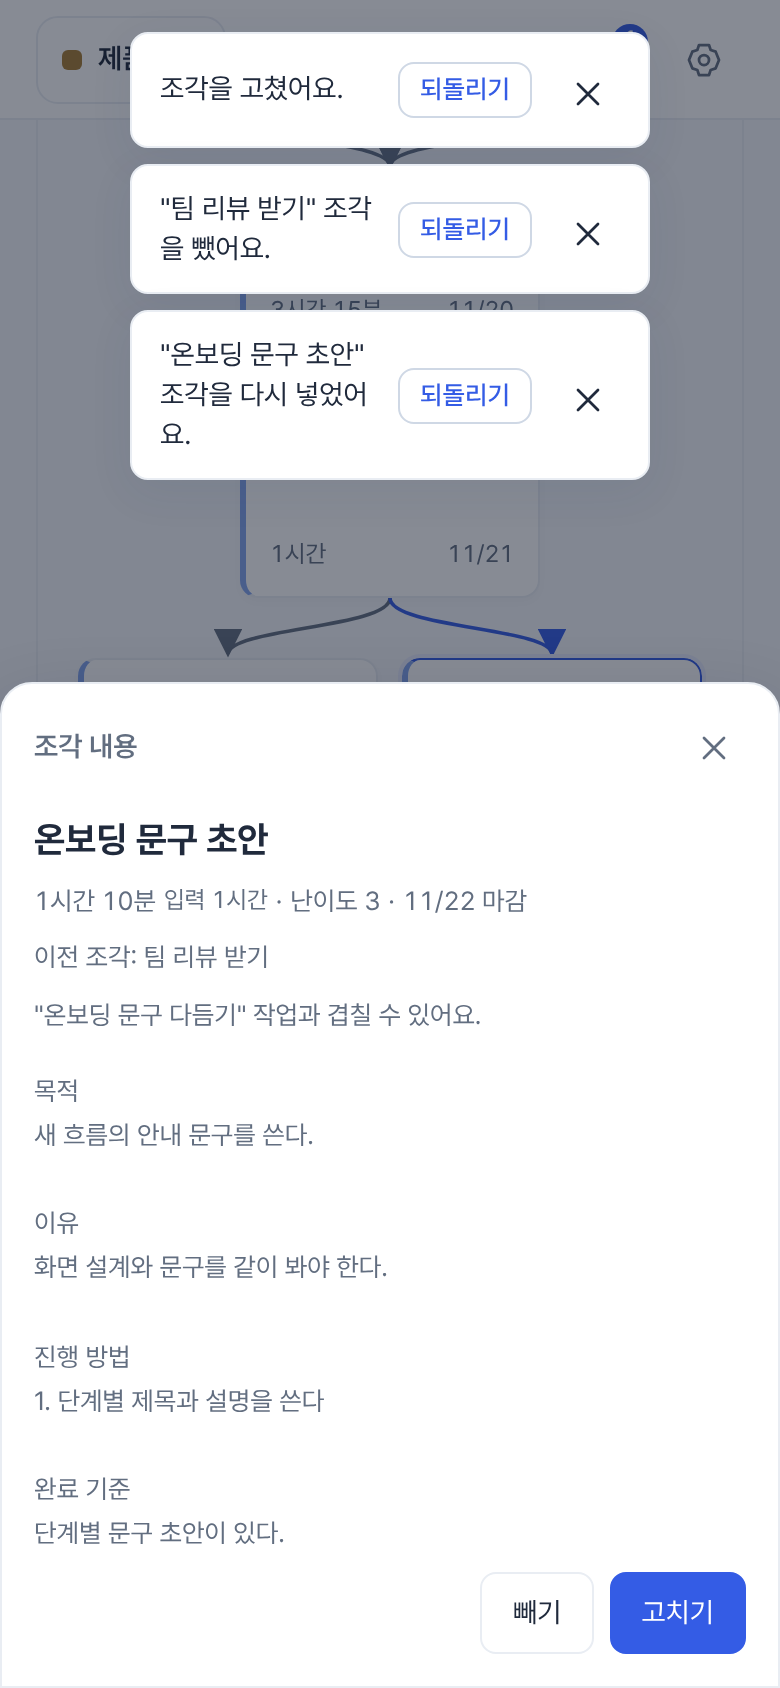 조각을 고쳤어요.
되돌리기
"팀 리뷰 받기" 조각
을 뺐어요.
되돌리기
"온보딩 문구 초안"
조각을 다시 넣었어
요.
되돌리기
1시간
11/21
조각 내용
온보딩 문구 초안
1시간 10분 입력 1시간 · 난이도 3 · 11/22 마감
이전 조각: 팀 리뷰 받기
"온보딩 문구 다듬기" 작업과 겹칠 수 있어요.
목적
새 흐름의 안내 문구를 쓴다.
이유
화면 설계와 문구를 같이 봐야 한다.
진행 방법
1. 단계별 제목과 설명을 쓴다
완료 기준
단계별 문구 초안이 있다.
빼기
고치기